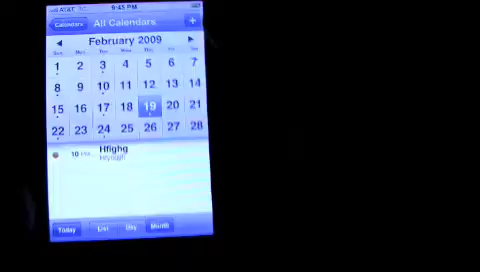 AT&T 9:43 PM
Calendars All Calendars +
February 2009
Sun Mon Tue Wed Thu Fri Sat
1 2 3 4 5 6 7
8 9 10 11 12 13 14
15 16 17 18 19 20 21
22 23 24 25 26 27 28
10 PM Hfighg
Today List Day Month